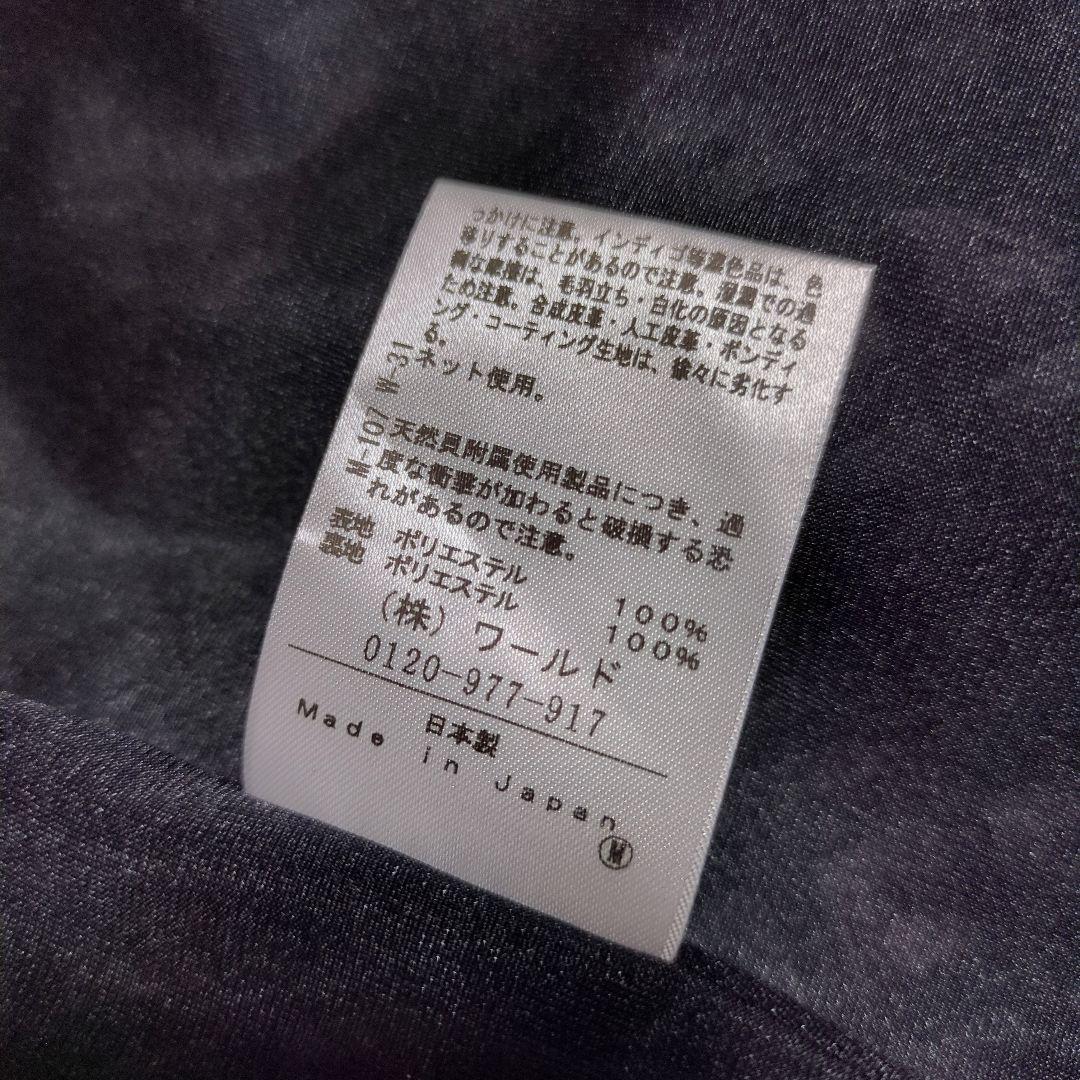 っかけに注意。インディゴ等濃色品は、色
移りすることがあるので注意。湿潤での過
剰な摩擦は、毛羽立ち・白化の原因となる
ため注意。合成皮革・人工皮革・ボンディ
ング・コーティング生地は、徐々に劣化す
る。
ネット使用。
W-107 W-31
天然貝附属使用製品につき、過
度な衝撃が加わると破損する恐
れがあるので注意。
表地 ポリエステル 100%
裏地 ポリエステル 100%
(株)ワールド
0120-977-917
日本製
Made in Japan
M